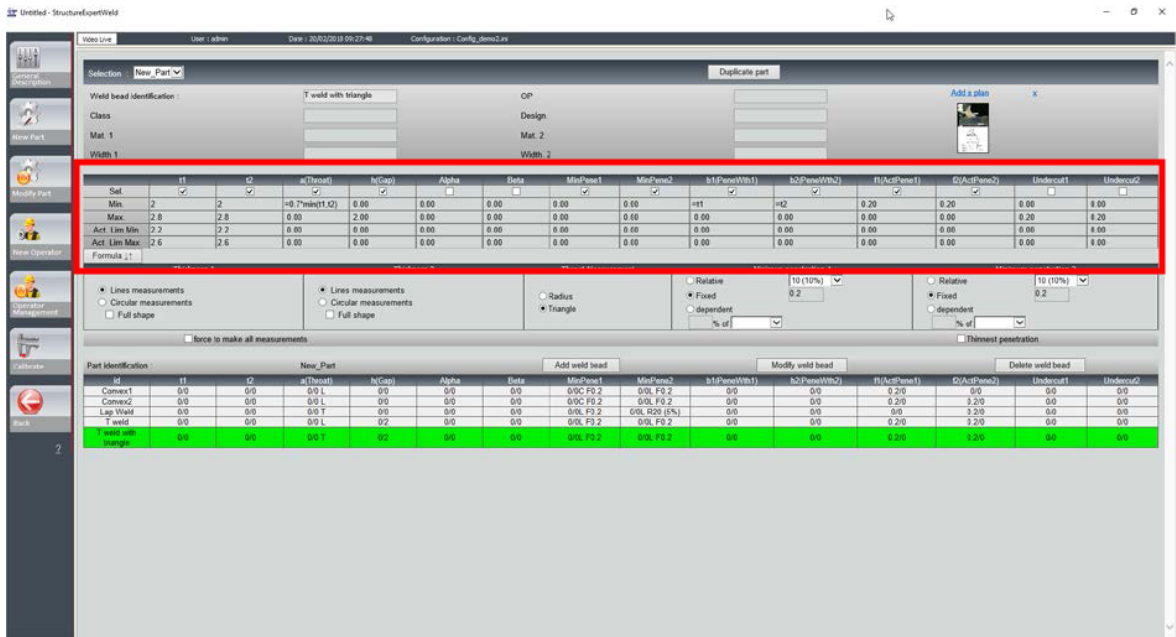 Untitled - StructureExpertWeld
Video Live User : admin Date : 20/02/2018 09:27:48 Configuration : Config_demo2.ini
General Description
New Part
Modify Part
New Operator
Operator Management
Calibrate
Back
?
Selection : New_Part Duplicate part
Weld bead identification : T weld with triangle OP Add a plan x
Class Design.
Mat. 1 Mat. 2
Width 1 Width. 2
t1 t2 a(Throat) h(Gap) Alpha Beta MinPene1 MinPene2 b1(PeneWth1) b2(PeneWth2) f1(ActPene1) f2(ActPene2) Undercut1 Undercut2
Sel.
Min. 2 2 =0.7*min(t1,t2) 0.00 0.00 0.00 0.00 0.00 =t1 =t2 0.20 0.20 0.00 0.00
Max. 2.8 2.8 0.00 2.00 0.00 0.00 0.00 0.00 0.00 0.00 0.00 0.00 0.20 0.20
Act. Lim Min 2.2 2.2 0.00 0.00 0.00 0.00 0.00 0.00 0.00 0.00 0.00 0.00 0.00 0.00
Act. Lim Max 2.6 2.6 0.00 0.00 0.00 0.00 0.00 0.00 0.00 0.00 0.00 0.00 0.00 0.00
Formula ↓↑
Lines measurements Lines measurements Relative 10 (10%) Relative 10 (10%)
Circular measurements Circular measurements Radius Fixed 0.2 Fixed 0.2
Full shape Full shape Triangle dependent dependent
% of % of
force to make all measurements Thinnest penetration
Part identification : New_Part Add weld bead Modify weld bead Delete weld bead
id t1 t2 a(Throat) h(Gap) Alpha Beta MinPene1 MinPene2 b1(PeneWth1) b2(PeneWth2) f1(ActPene1) f2(ActPene2) Undercut1 Undercut2
Convex1 0/0 0/0 0/0 L 0/0 0/0 0/0 0/0C F0.2 0/0L F0.2 0/0 0/0 0.2/0 0/0 0/0 0/0
Convex2 0/0 0/0 0/0 L 0/0 0/0 0/0 0/0C F0.2 0/0L F0.2 0/0 0/0 0.2/0 0.2/0 0/0 0/0
Lap Weld 0/0 0/0 0/0 T 0/0 0/0 0/0 0/0L F0.2 0/0L R20 (5%) 0/0 0/0 0/0 0.2/0 0/0 0/0
T weld 0/0 0/0 0/0 L 0/2 0/0 0/0 0/0L F0.2 0/0L F0.2 0/0 0/0 0.2/0 0.2/0 0/0 0/0
T weld with triangle 0/0 0/0 0/0 T 0/2 0/0 0/0 0/0L F0.2 0/0L F0.2 0/0 0/0 0.2/0 0.2/0 0/0 0/0